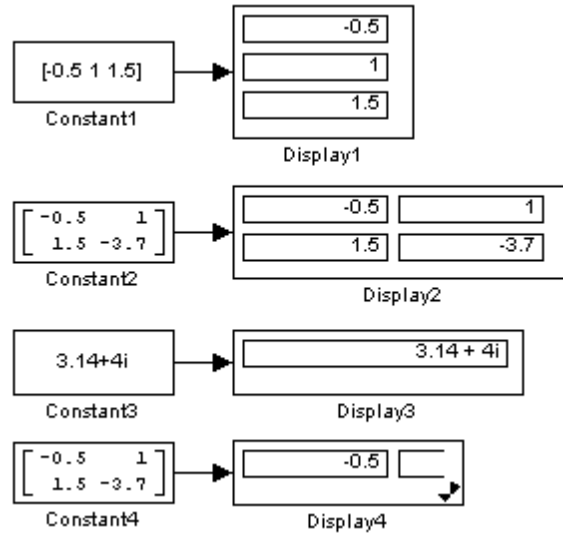 [-0.5 1 1.5]
Constant1
-0.5
1
1.5
Display1
-0.5 1
1.5 -3.7
Constant2
-0.5 1
1.5 -3.7
Display2
3.14+4i
Constant3
3.14 + 4i
Display3
-0.5 1
1.5 -3.7
Constant4
-0.5
Display4